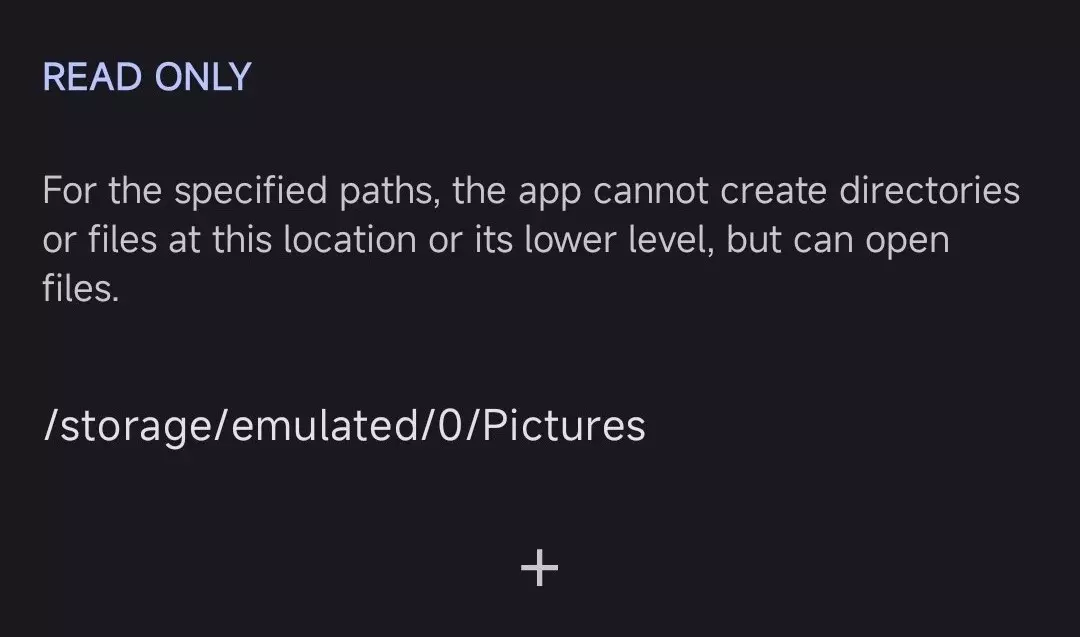 READ ONLY
For the specified paths, the app cannot create directories
or files at this location or its lower level, but can open
files.
/storage/emulated/0/Pictures
+